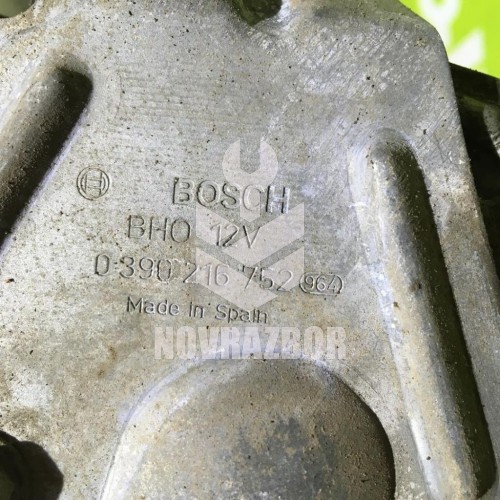 BOSCH
BHO 12V
0 390 216 752 964
Made in Spain
NOVRAZBOR